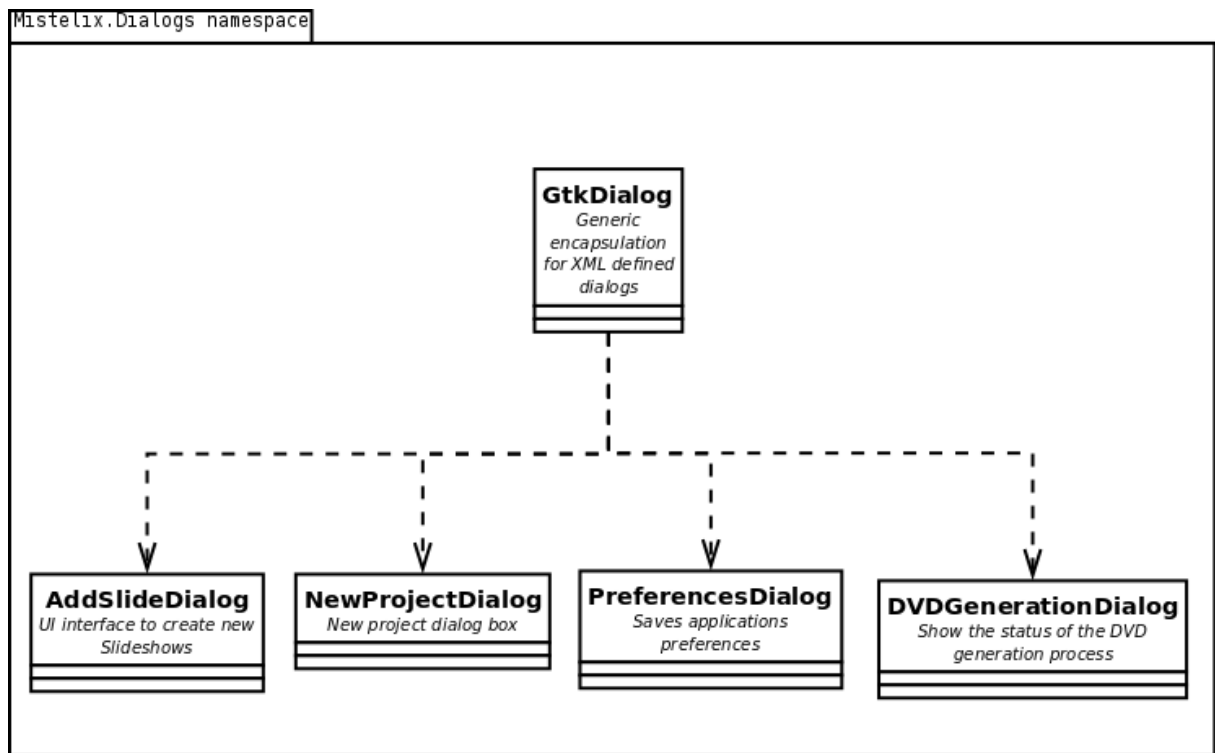 Mistelix.Dialogs namespace
GtkDialog
Generic
encapsulation
for XML defined
dialogs
AddSlideDialog
UI interface to create new
Slideshows
NewProjectDialog
New project dialog box
PreferencesDialog
Saves applications
preferences
DVDGenerationDialog
Show the status of the DVD
generation process